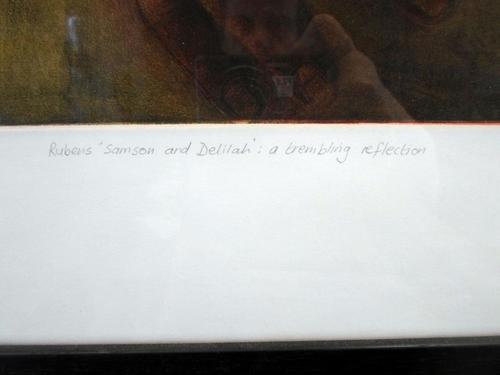 Rubens 'Samson and Delilah': a trembling reflection